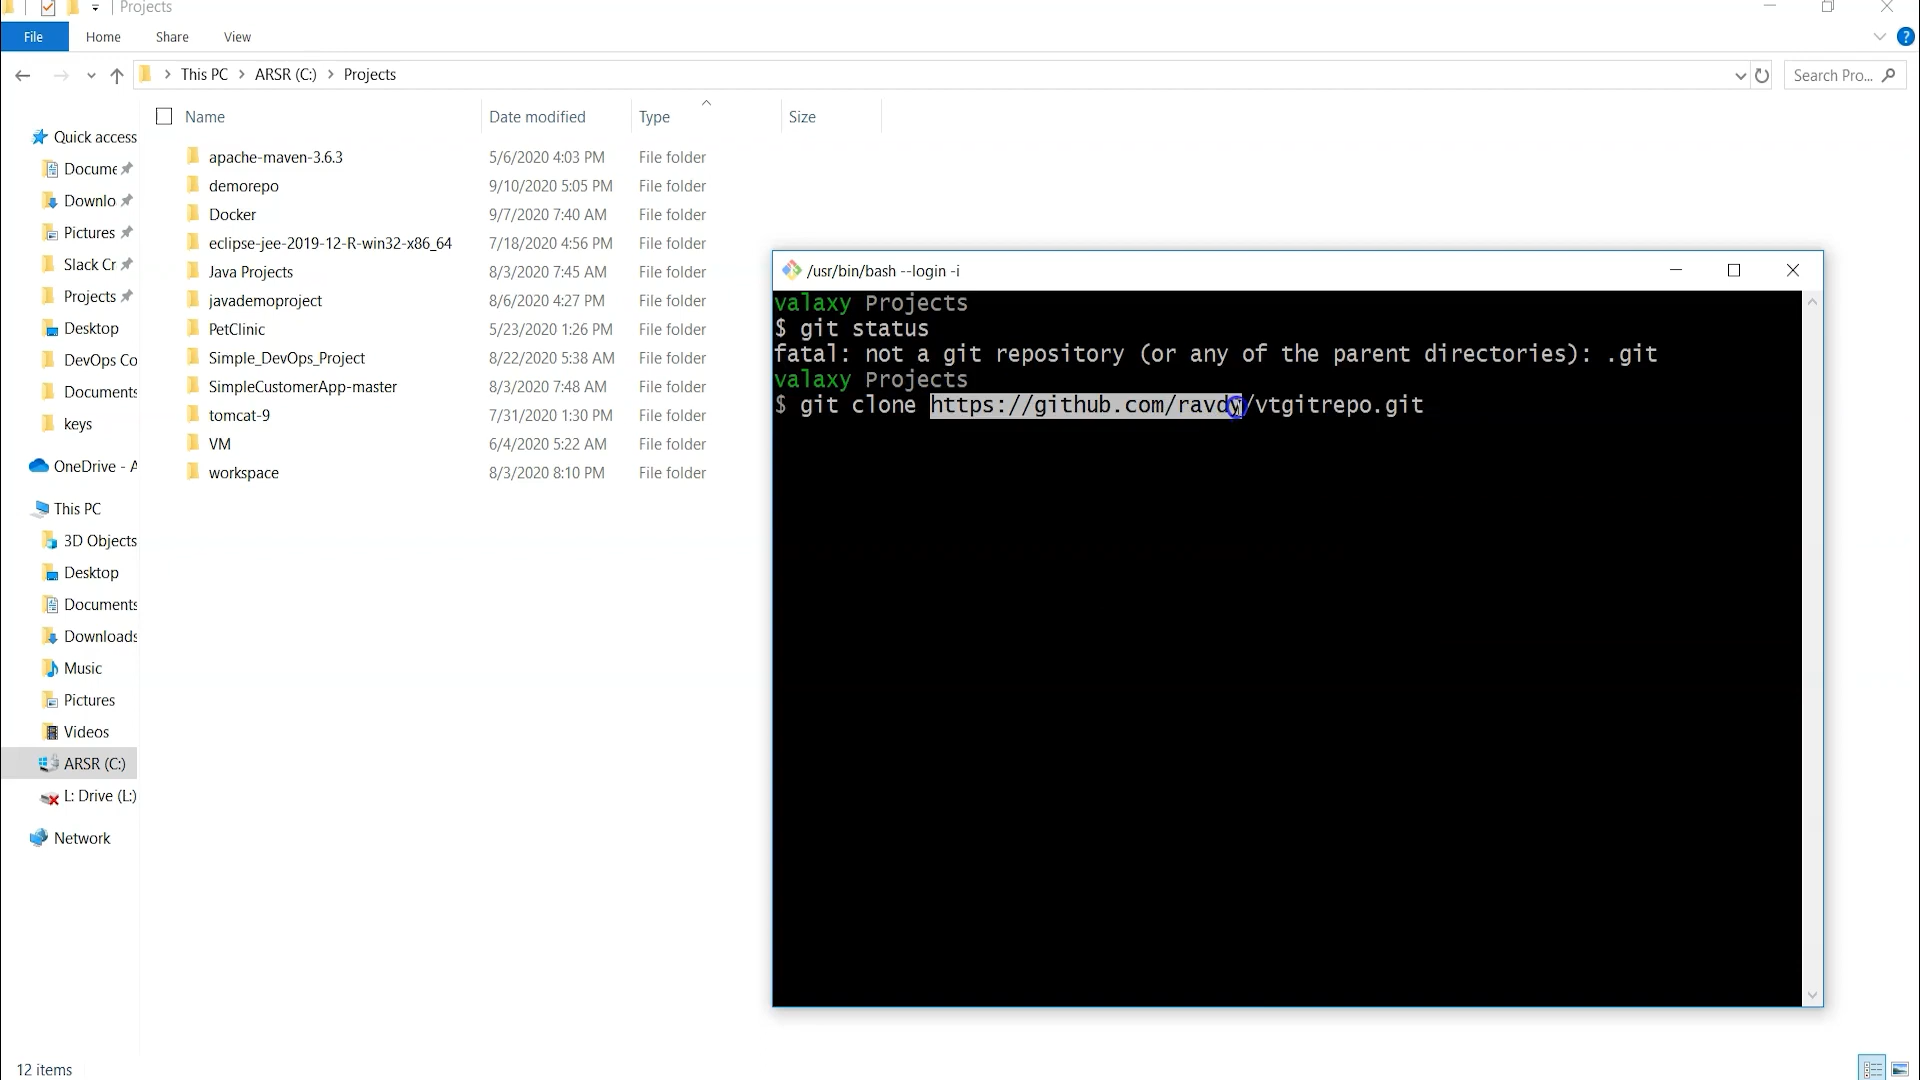 Projects
File Home Share View
This PC ARSR (C:) Projects
Search Pro...
Name Date modified Type Size
Quick access
Docume
Downlo
Pictures
Slack Cr
Projects
Desktop
DevOps Co
Documents
keys
OneDrive - A
This PC
3D Objects
Desktop
Documents
Downloads
Music
Pictures
Videos
ARSR (C:)
L: Drive (L:)
Network
apache-maven-3.6.3 5/6/2020 4:03 PM File folder
demorepo 9/10/2020 5:05 PM File folder
Docker 9/7/2020 7:40 AM File folder
eclipse-jee-2019-12-R-win32-x86_64 7/18/2020 4:56 PM File folder
Java Projects 8/3/2020 7:45 AM File folder
javademoproject 8/6/2020 4:27 PM File folder
PetClinic 5/23/2020 1:26 PM File folder
Simple_DevOps_Project 8/22/2020 5:38 AM File folder
SimpleCustomerApp-master 8/3/2020 7:48 AM File folder
tomcat-9 7/31/2020 1:30 PM File folder
VM 6/4/2020 5:22 AM File folder
workspace 8/3/2020 8:10 PM File folder
/usr/bin/bash --login -i
valaxy Projects
$ git status
fatal: not a git repository (or any of the parent directories): .git
valaxy Projects
$ git clone https://github.com/ravdy/vtgitrepo.git
12 items